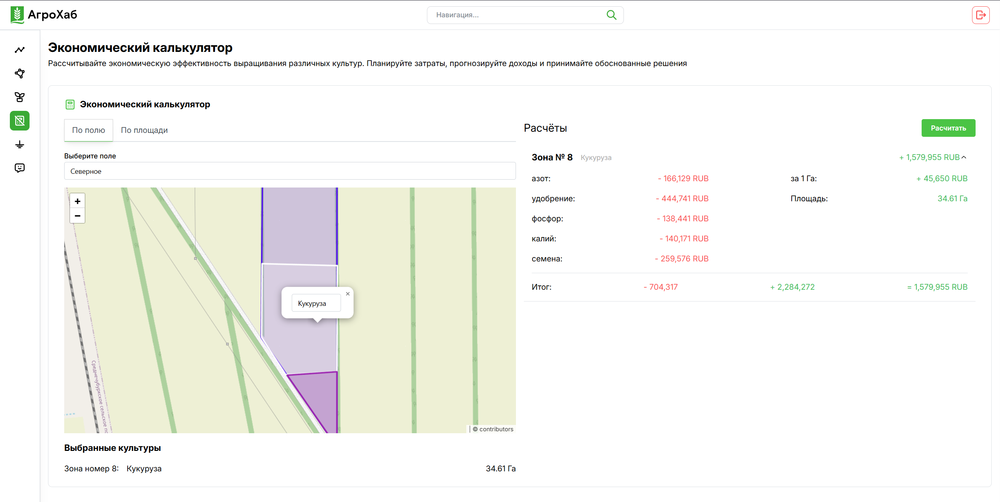 АгроХаб
Навигация...
Экономический калькулятор
Рассчитывайте экономическую эффективность выращивания различных культур. Планируйте затраты, прогнозируйте доходы и принимайте обоснованные решения
Экономический калькулятор
По полю По площади
Выберите поле
Северное
+
−
Кукуруза ×
Среднечубуркское сельское по
| © contributors
Выбранные культуры
Зона номер 8: Кукуруза 34.61 Га
Расчёты
Расчитать
Зона № 8 Кукуруза + 1,579,955 RUB
азот: - 166,129 RUB за 1 Га: + 45,650 RUB
удобрение: - 444,741 RUB Площадь: 34.61 Га
фосфор: - 138,441 RUB
калий: - 140,171 RUB
семена: - 259,576 RUB
Итог: - 704,317 + 2,284,272 = 1,579,955 RUB